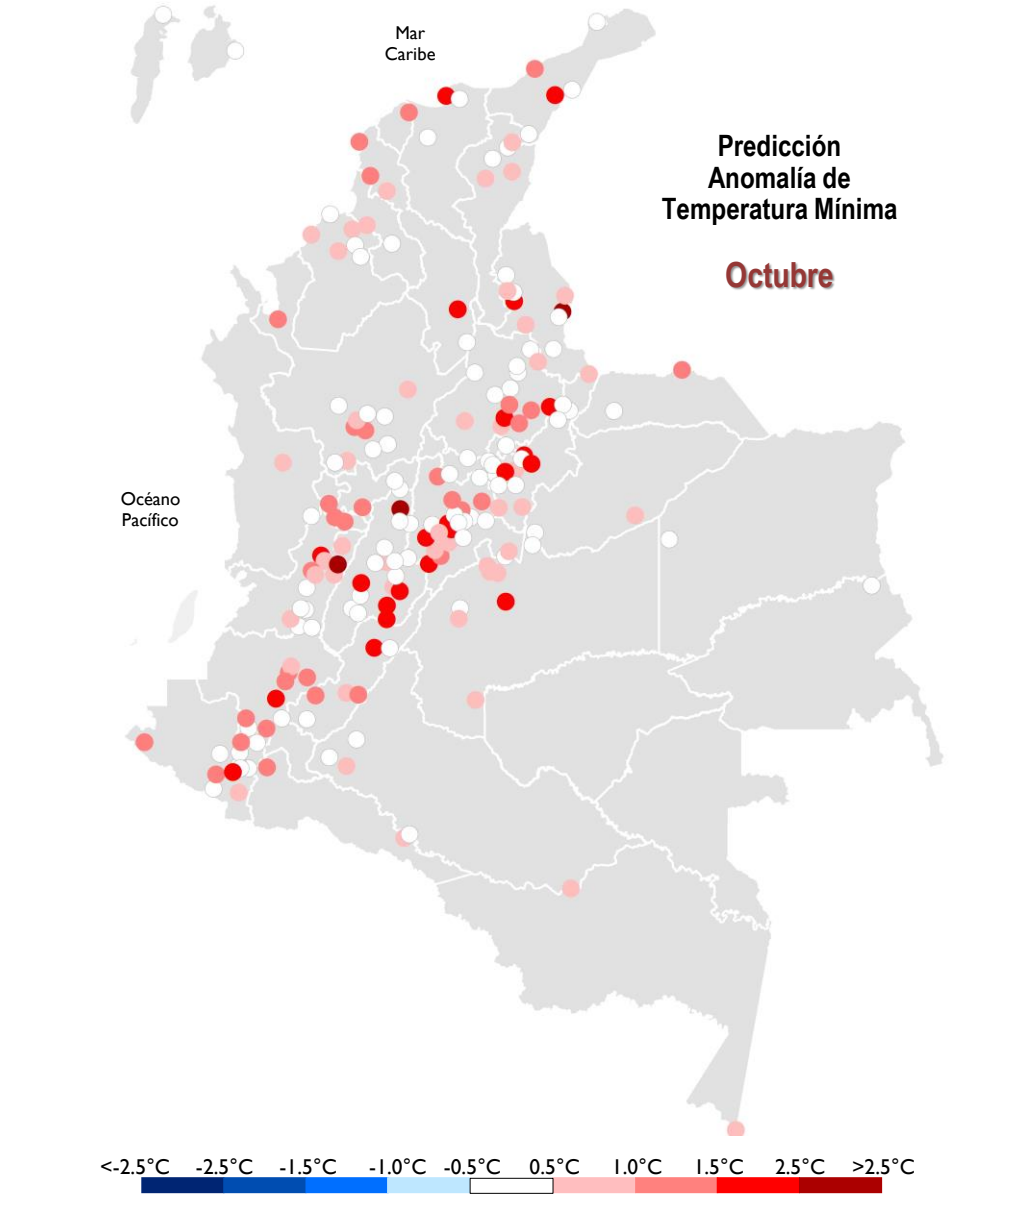 Mar
Caribe
Predicción
Anomalía de
Temperatura Mínima
Octubre
Océano
Pacífico
<-2.5°C -2.5°C -1.5°C -1.0°C -0.5°C 0.5°C 1.0°C 1.5°C 2.5°C >2.5°C